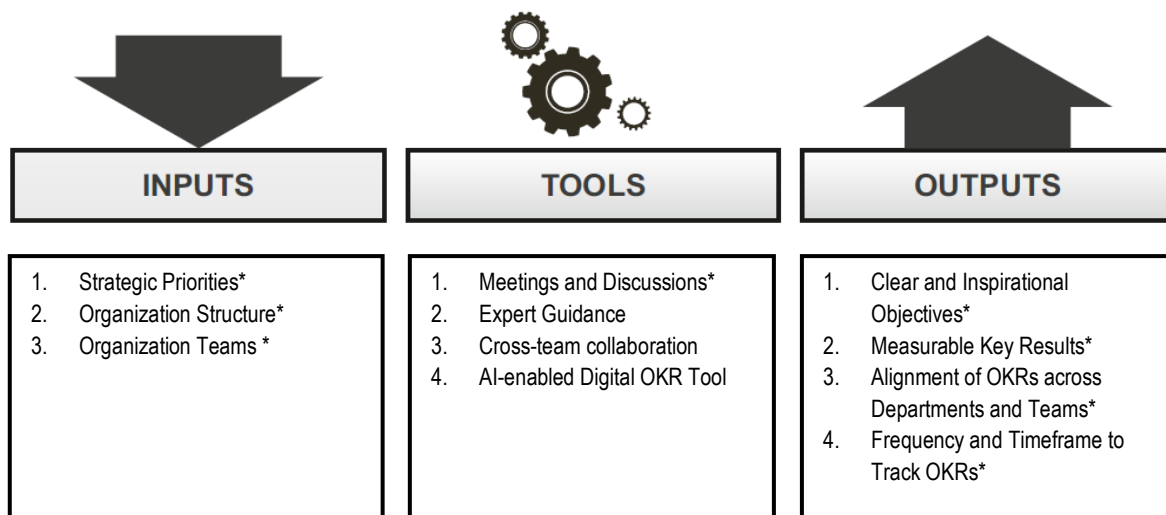 INPUTS
1. Strategic Priorities*
2. Organization Structure*
3. Organization Teams *
TOOLS
1. Meetings and Discussions*
2. Expert Guidance
3. Cross-team collaboration
4. AI-enabled Digital OKR Tool
OUTPUTS
1. Clear and Inspirational
Objectives*
2. Measurable Key Results*
3. Alignment of OKRs across
Departments and Teams*
4. Frequency and Timeframe to
Track OKRs*